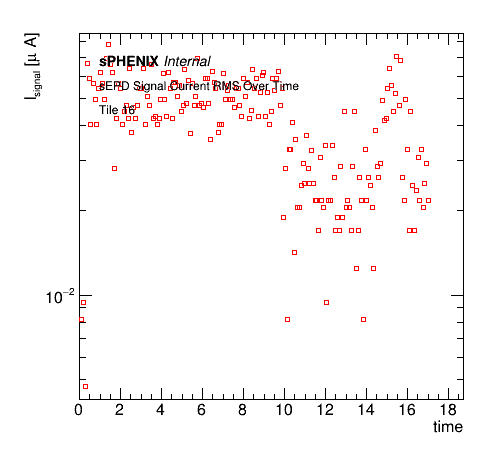 I_signal [μ A]
sPHENIX Internal
sEPD Signal Current RMS Over Time
Tile 16
10⁻²
0 2 4 6 8 10 12 14 16 18
time